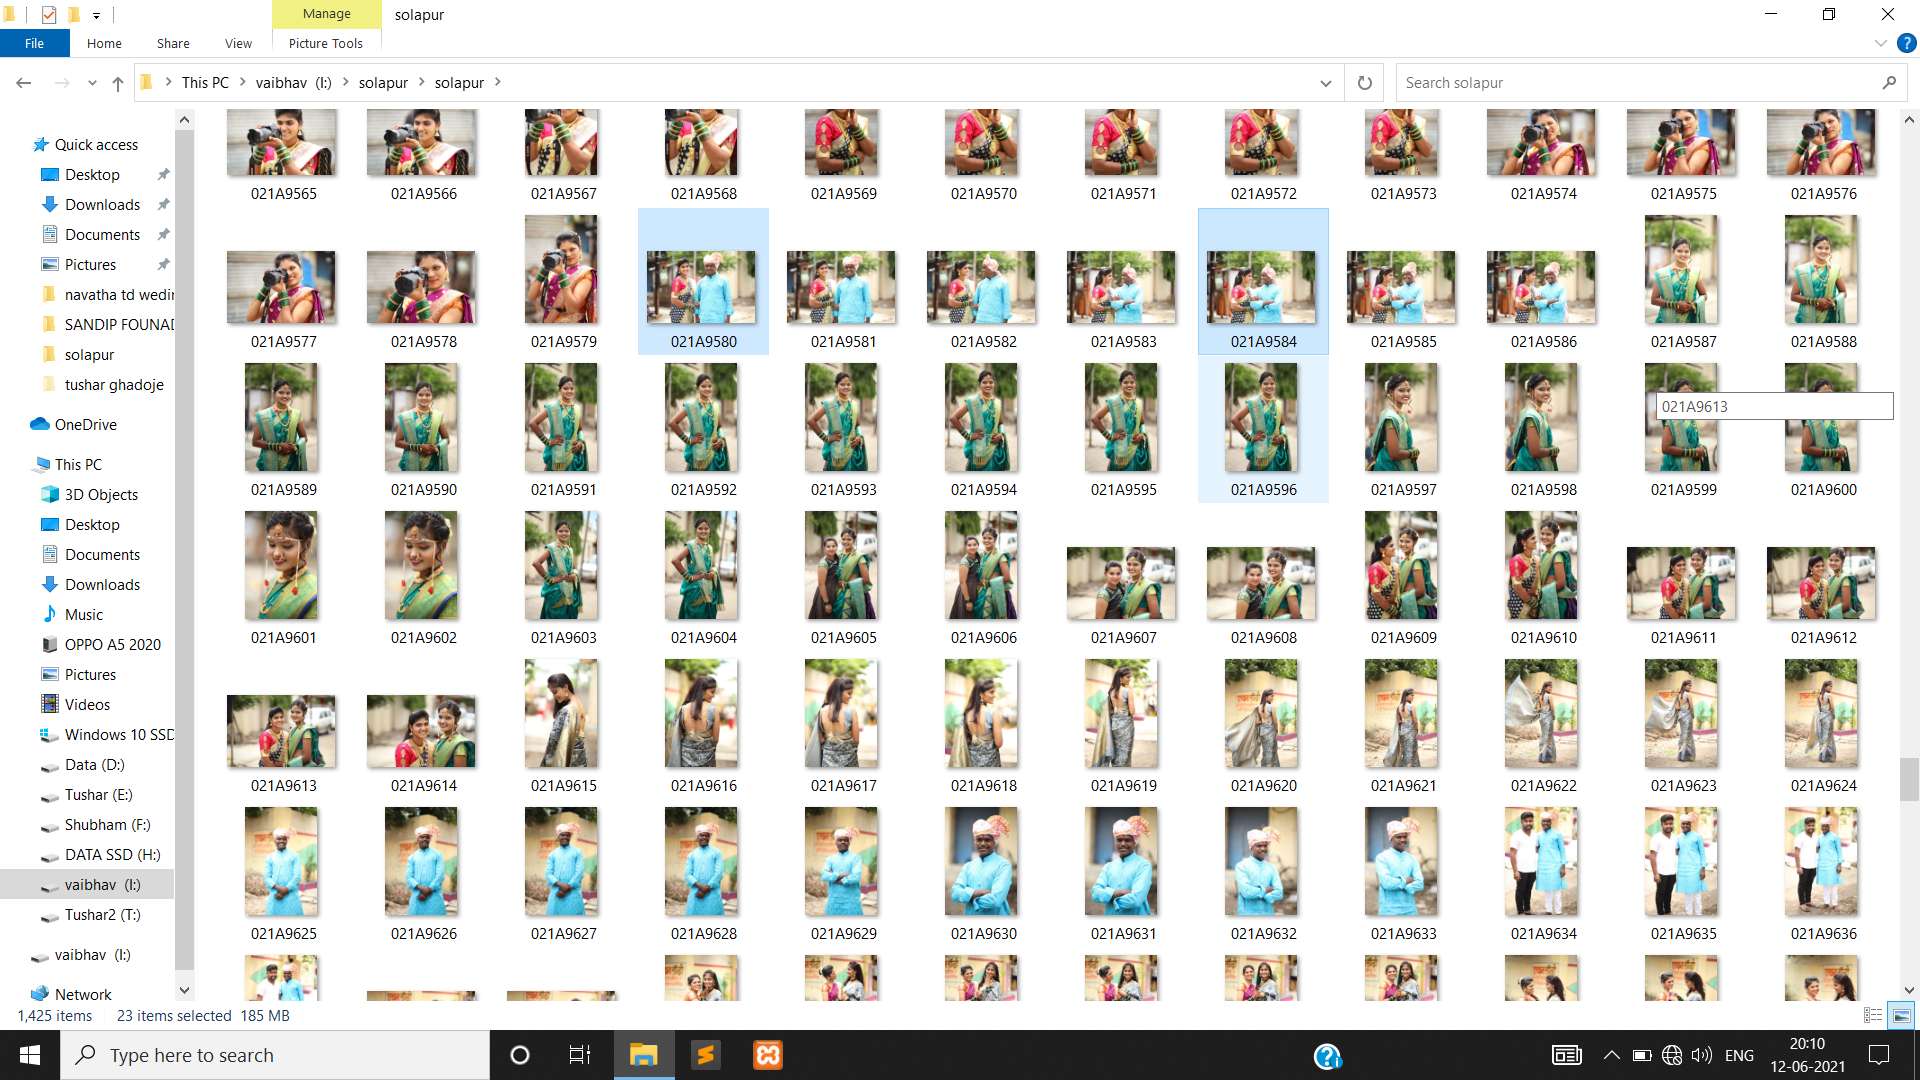 Manage
solapur
File
Home
Share
View
Picture Tools
This PC
vaibhav (I:)
solapur
solapur
Search solapur
Quick access
Desktop
Downloads
Documents
Pictures
navatha td wedin
SANDIP FOUNAD
solapur
tushar ghadoje
OneDrive
This PC
3D Objects
Desktop
Documents
Downloads
Music
OPPO A5 2020
Pictures
Videos
Windows 10 SSD
Data (D:)
Tushar (E:)
Shubham (F:)
DATA SSD (H:)
vaibhav (I:)
Tushar2 (T:)
vaibhav (I:)
Network
021A9565 021A9566 021A9567 021A9568 021A9569 021A9570 021A9571 021A9572 021A9573 021A9574 021A9575 021A9576
021A9577 021A9578 021A9579 021A9580 021A9581 021A9582 021A9583 021A9584 021A9585 021A9586 021A9587 021A9588
021A9613
021A9589 021A9590 021A9591 021A9592 021A9593 021A9594 021A9595 021A9596 021A9597 021A9598 021A9599 021A9600
021A9601 021A9602 021A9603 021A9604 021A9605 021A9606 021A9607 021A9608 021A9609 021A9610 021A9611 021A9612
021A9613 021A9614 021A9615 021A9616 021A9617 021A9618 021A9619 021A9620 021A9621 021A9622 021A9623 021A9624
021A9625 021A9626 021A9627 021A9628 021A9629 021A9630 021A9631 021A9632 021A9633 021A9634 021A9635 021A9636
1,425 items
23 items selected 185 MB
Type here to search
ENG
20:10
12-06-2021